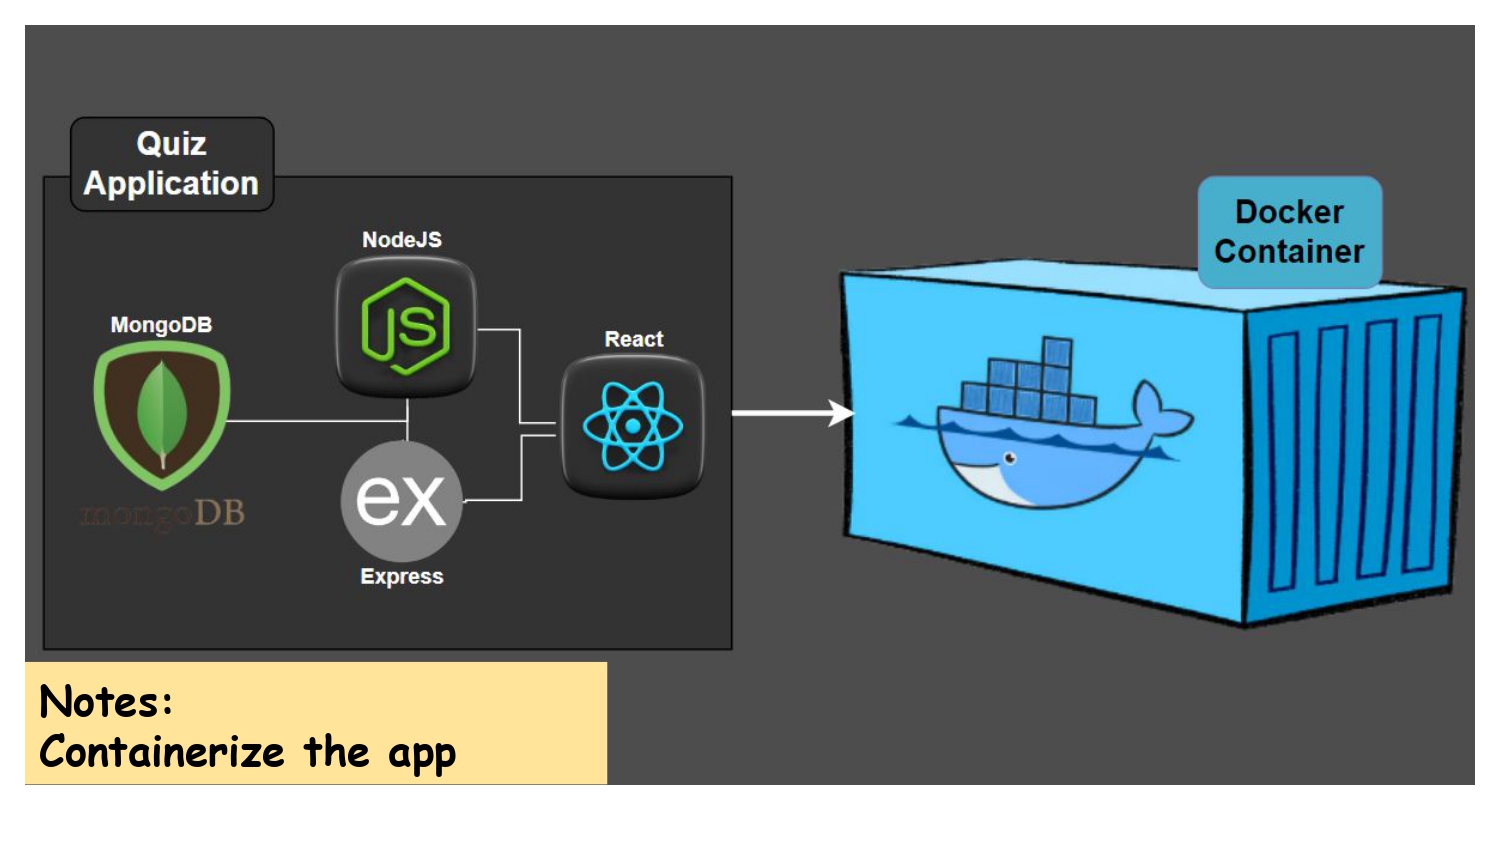 Quiz
Application
NodeJS
MongoDB
JS
React
mongoDB
ex
Express
Docker
Container
Notes:
Containerize the app